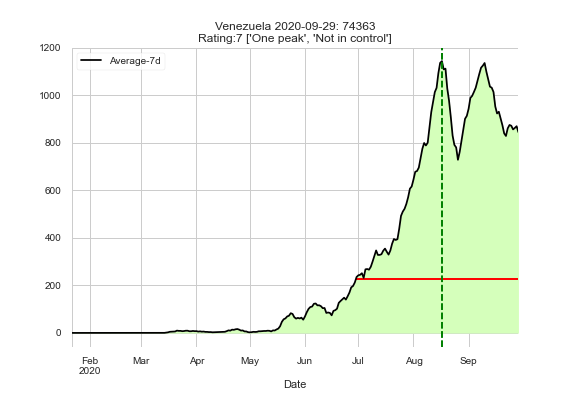 Venezuela 2020-09-29: 74363
Rating:7 ['One peak', 'Not in control']
Average-7d
1200
1000
800
600
400
200
0
Feb
2020
Mar
Apr
May
Jun
Jul
Aug
Sep
Date